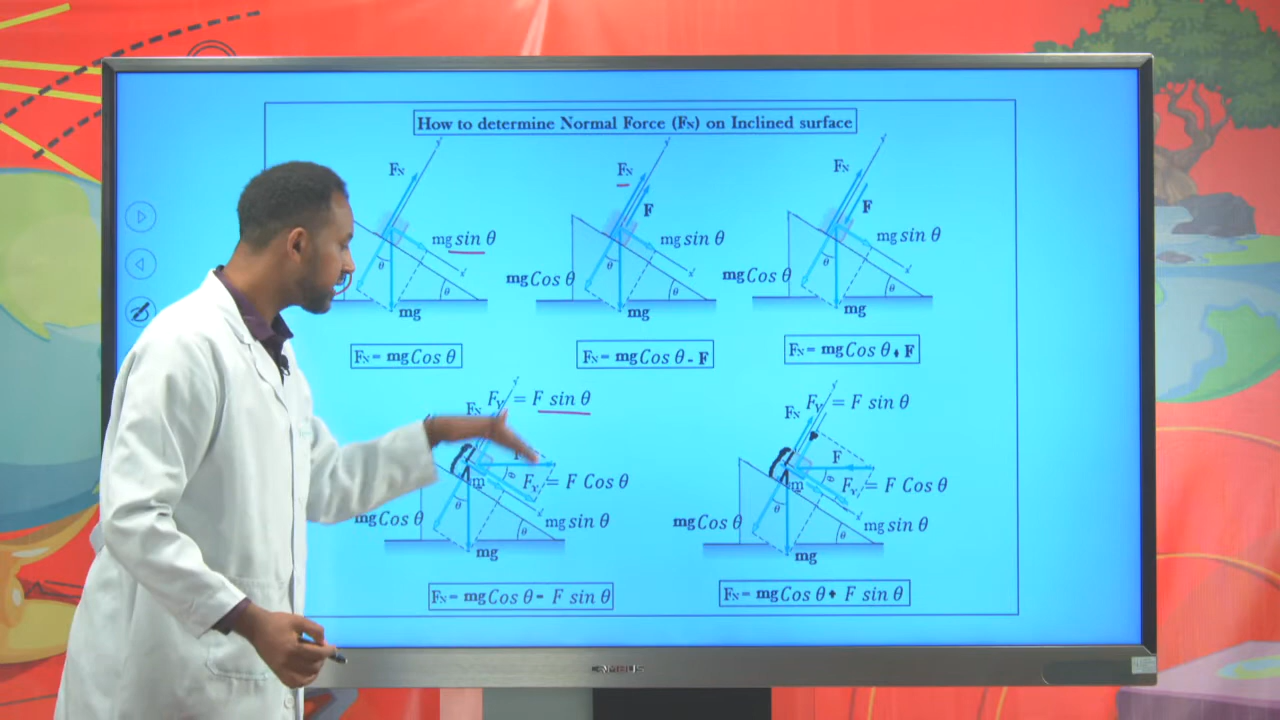 How to determine Normal Force (FN) on Inclined surface
y
FN
mg sin θ
θ
x
θ
mg
FN = mg Cos θ
y
FN
F
mg sin θ
mg Cos θ
θ
x
θ
mg
FN = mg Cos θ - F
y
FN
F
mg sin θ
mg Cos θ
θ
x
θ
mg
FN = mg Cos θ + F
y
FN
Fy = F sin θ
θ
m
Fx = F Cos θ
mg Cos θ
θ
x
θ
mg sin θ
mg
FN = mg Cos θ - F sin θ
y
FN
Fy = F sin θ
F
θ
m
Fx = F Cos θ
mg Cos θ
θ
θ
mg sin θ
mg
FN = mg Cos θ + F sin θ